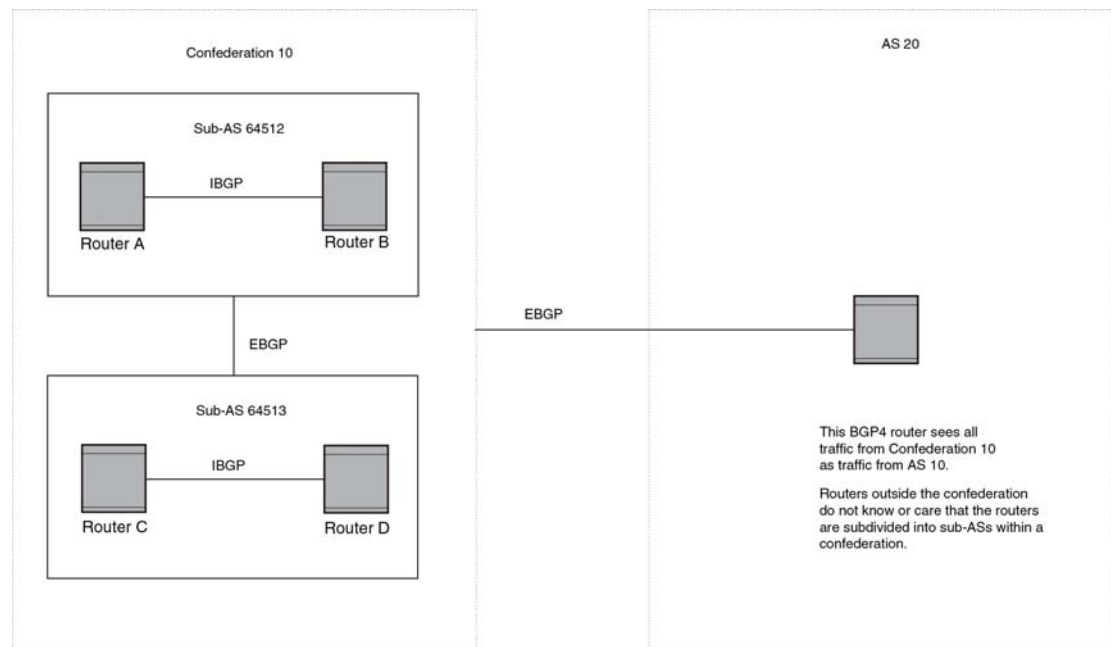 Confederation 10
AS 20
Sub-AS 64512
IBGP
Router A
Router B
EBGP
EBGP
Sub-AS 64513
IBGP
Router C
Router D
This BGP4 router sees all
traffic from Confederation 10
as traffic from AS 10.
Routers outside the confederation
do not know or care that the routers
are subdivided into sub-ASs within a
confederation.